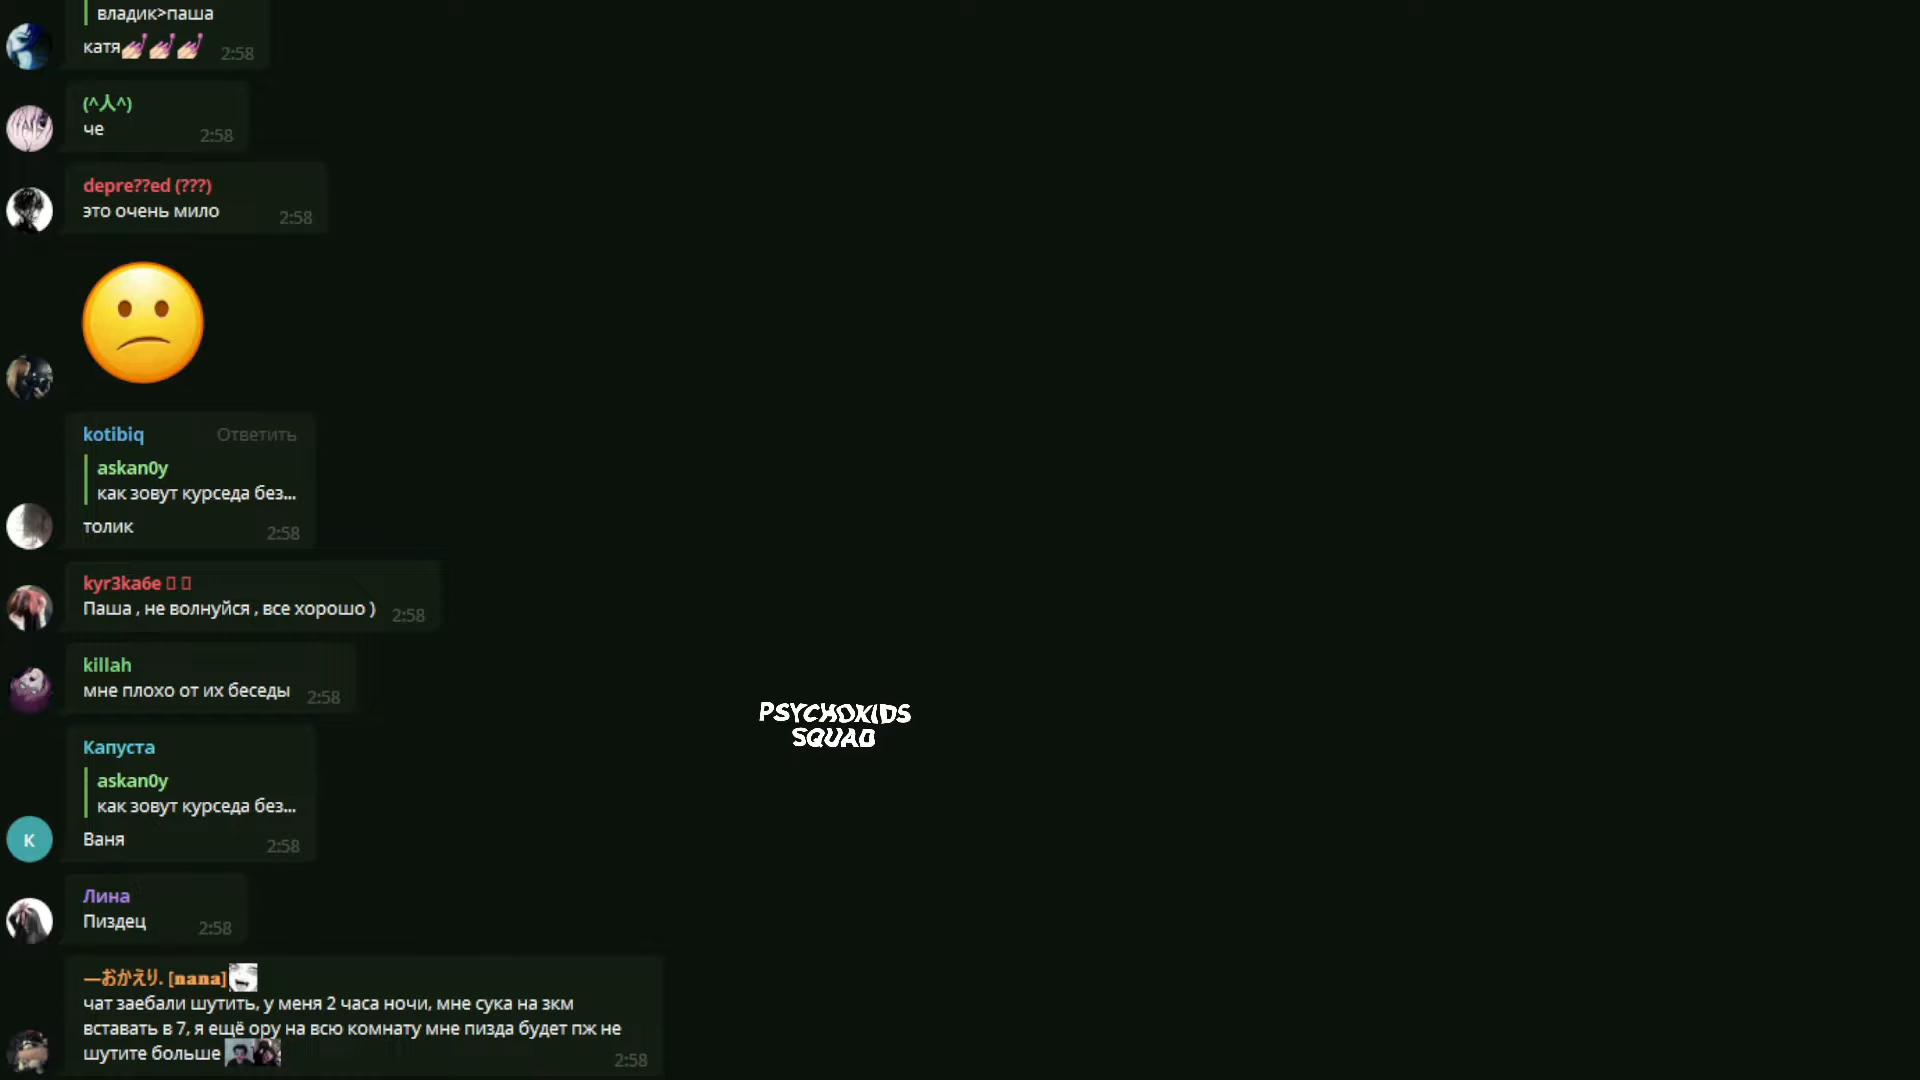 владик>паша
катя💅🏻💅🏻💅🏻 2:58
(^人^)
че 2:58
depre??ed (???)
это очень мило 2:58
kotibiq Ответить
askan0y
как зовут курседа без...
толик 2:58
kyr3ka6e
Паша , не волнуйся , все хорошо ) 2:58
killah
мне плохо от их беседы 2:58
PSYCHOKIDS
SQUAD
Капуста
askan0y
как зовут курседа без...
K
Ваня 2:58
Лина
Пиздец 2:58
—おかえり. [nana]
чат заебали шутить, у меня 2 часа ночи, мне сука на зкм
вставать в 7, я ещё ору на всю комнату мне пизда будет пж не
шутите больше 2:58